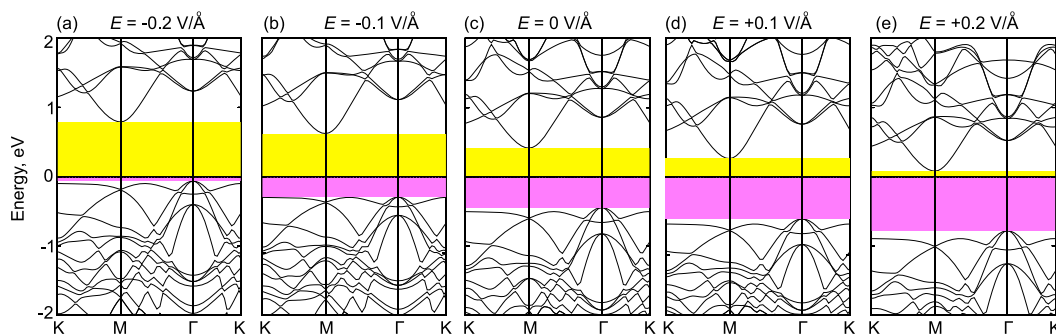 (a) E = -0.2 V/Å (b) E = -0.1 V/Å (c) E = 0 V/Å (d) E = +0.1 V/Å (e) E = +0.2 V/Å
2
1
0
-1
-2
Energy, eV
K M Γ K K M Γ K K M Γ K K M Γ K K M Γ K